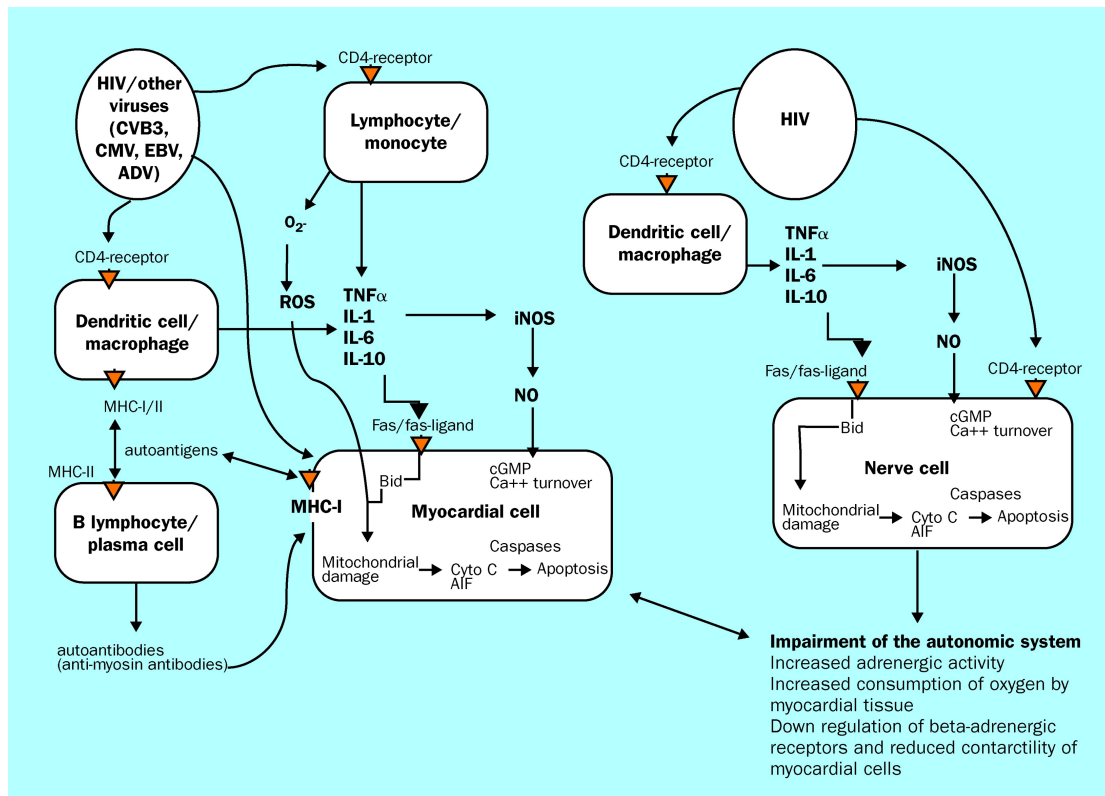 HIV/other
viruses
(CVB3,
CMV, EBV,
ADV)
CD4-receptor
Lymphocyte/
monocyte
O2-
ROS
CD4-receptor
Dendritic cell/
macrophage
TNFα
IL-1
IL-6
IL-10
iNOS
NO
MHC-I/II
autoantigens
MHC-II
B lymphocyte/
plasma cell
autoantibodies
(anti-myosin antibodies)
Fas/fas-ligand
MHC-I
Bid
cGMP
Ca++ turnover
Myocardial cell
Mitochondrial
damage
Cyto C
AIF
Caspases
Apoptosis
HIV
CD4-receptor
Dendritic cell/
macrophage
TNFα
IL-1
IL-6
IL-10
iNOS
NO
Fas/fas-ligand
CD4-receptor
Bid
cGMP
Ca++ turnover
Nerve cell
Mitochondrial
damage
Cyto C
AIF
Caspases
Apoptosis
Impairment of the autonomic system
Increased adrenergic activity
Increased consumption of oxygen by
myocardial tissue
Down regulation of beta-adrenergic
receptors and reduced contarctility of
myocardial cells